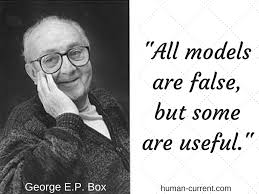 "All models
are false,
but some
are useful."
George E.P. Box
human-current.com